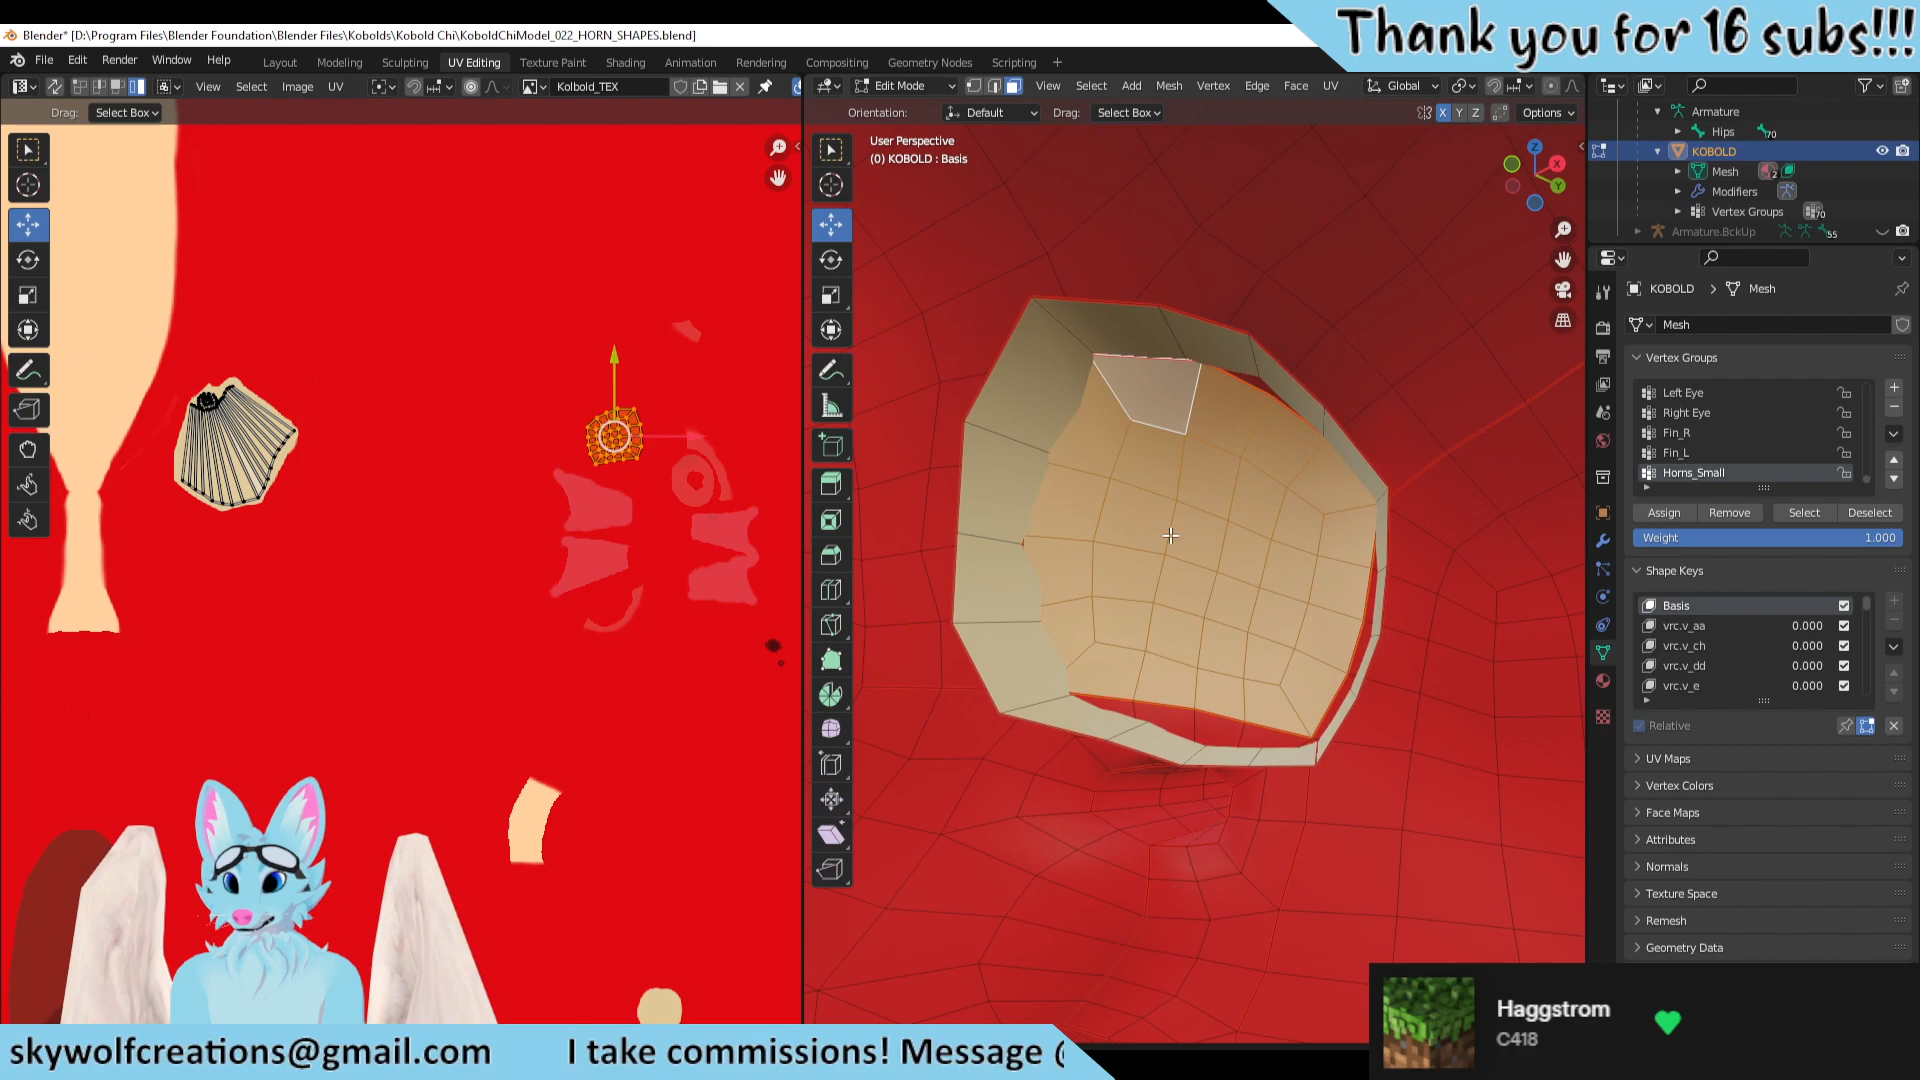 Thank you for 16 subs!!!
Blender* [D:\Program Files\Blender Foundation\Blender Files\Kobolds\Kobold Chi\KoboldChiModel_022_HORN_SHAPES.blend]
File Edit Render Window Help Layout Modeling Sculpting UV Editing Texture Paint Shading Animation Rendering Compositing Geometry Nodes Scripting +
View Select Image UV Kolbold_TEX
Edit Mode View Select Add Mesh Vertex Edge Face UV Global
Drag: Select Box
Orientation: Default Drag: Select Box X Y Z Options
User Perspective
(0) KOBOLD : Basis
Z
X
Y
Armature
Hips 70
KOBOLD
Mesh 2
Modifiers
Vertex Groups 70
Armature.BckUp 55
KOBOLD > Mesh
Mesh
Vertex Groups
Left Eye
Right Eye
Fin_R
Fin_L
Horns_Small
Assign Remove Select Deselect
Weight 1.000
Shape Keys
Basis
vrc.v_aa 0.000
vrc.v_ch 0.000
vrc.v_dd 0.000
vrc.v_e 0.000
Relative
UV Maps
Vertex Colors
Face Maps
Attributes
Normals
Texture Space
Remesh
Geometry Data
Haggstrom
C418
skywolfcreations@gmail.com I take commissions! Message